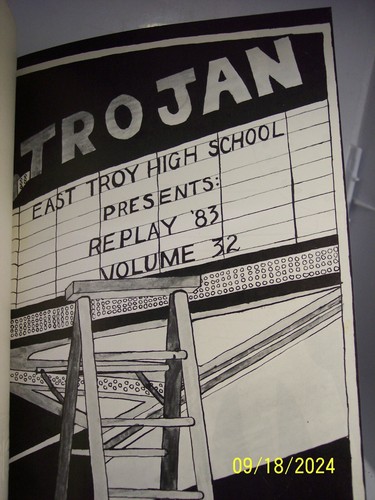 TROJAN
EAST TROY HIGH SCHOOL
PRESENTS:
REPLAY '83
VOLUME 32
09/18/2024